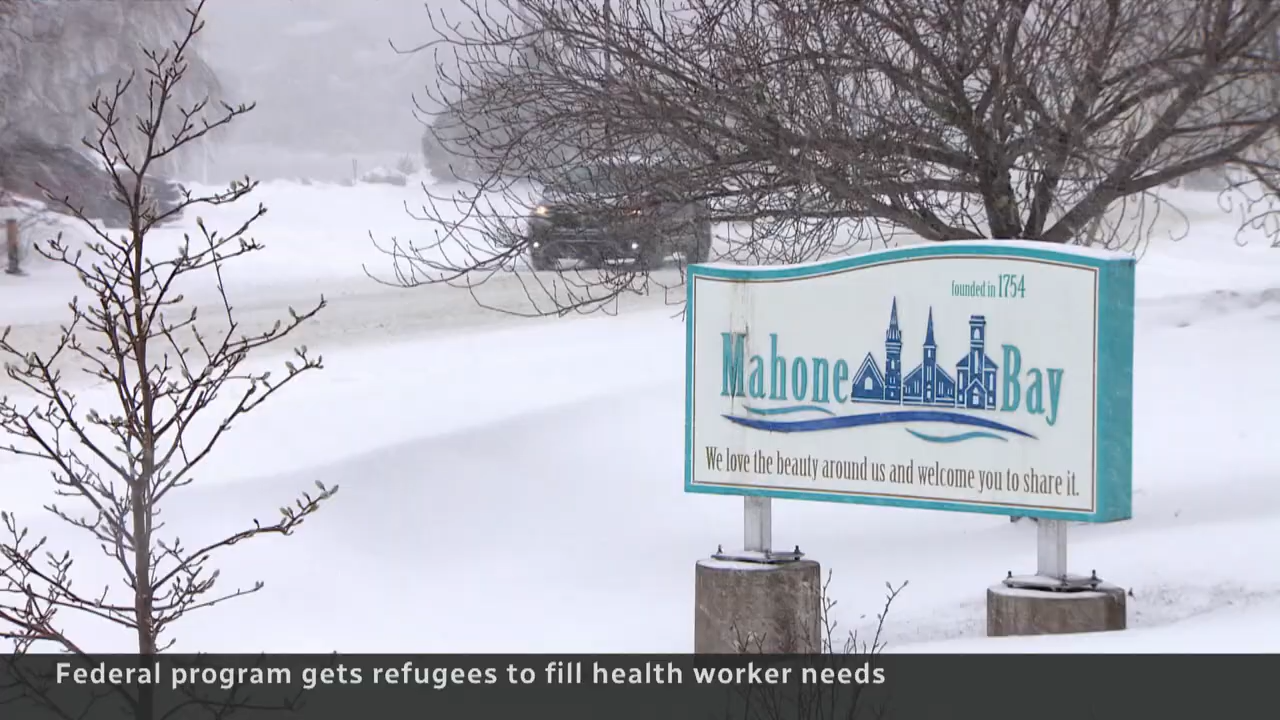 founded in 1754
Mahone Bay
We love the beauty around us and welcome you to share it.
Federal program gets refugees to fill health worker needs